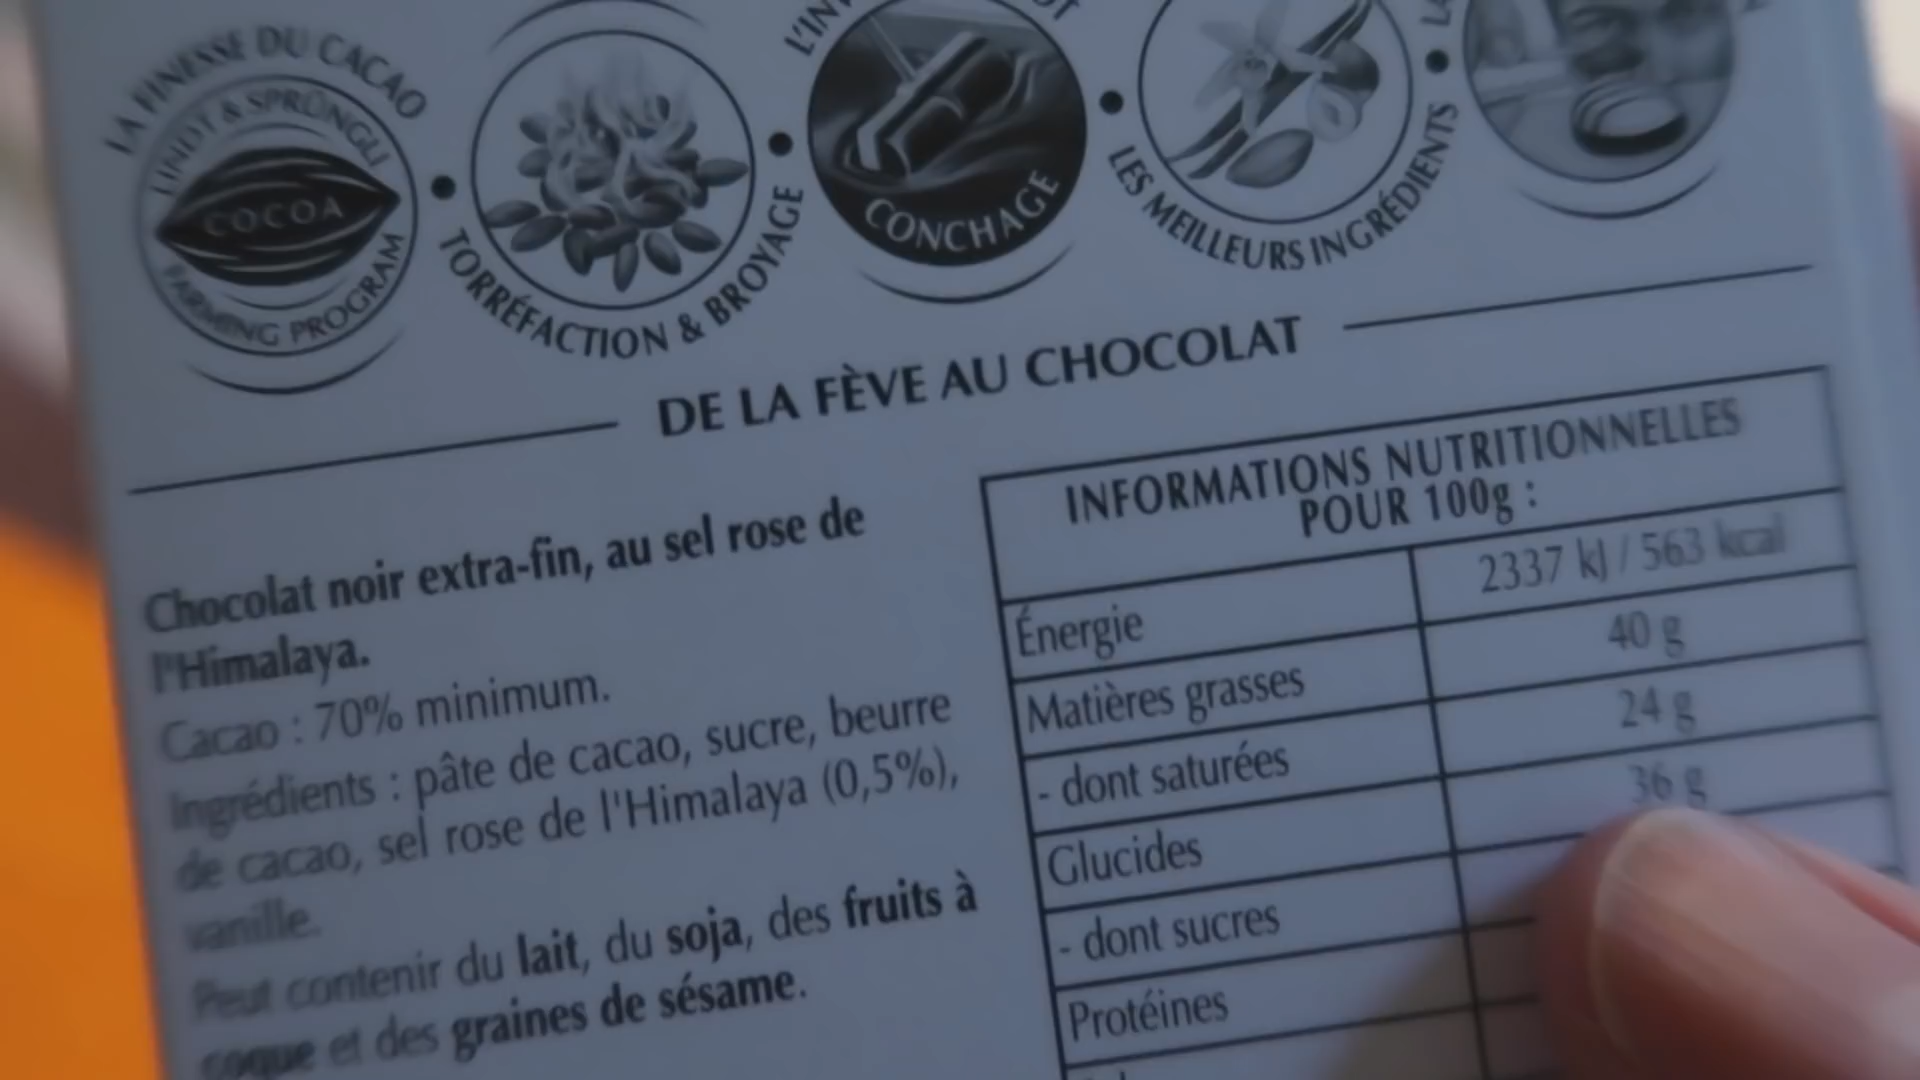 LA FINESSE DU CACAO
LINDT & SPRÜNGLI
COCOA
FARMING PROGRAM
TORRÉFACTION & BROYAGE
CONCHAGE
LES MEILLEURS INGRÉDIENTS
DE LA FÈVE AU CHOCOLAT
Chocolat noir extra-fin, au sel rose de
l'Himalaya.
Cacao : 70% minimum.
Ingrédients : pâte de cacao, sucre, beurre
de cacao, sel rose de l'Himalaya (0,5%),
vanille.
Peut contenir du lait, du soja, des fruits à
coque et des graines de sésame.
INFORMATIONS NUTRITIONNELLES
POUR 100g :
Énergie 2337 kJ / 563 kcal
Matières grasses 40 g
- dont saturées 24 g
Glucides 36 g
- dont sucres
Protéines